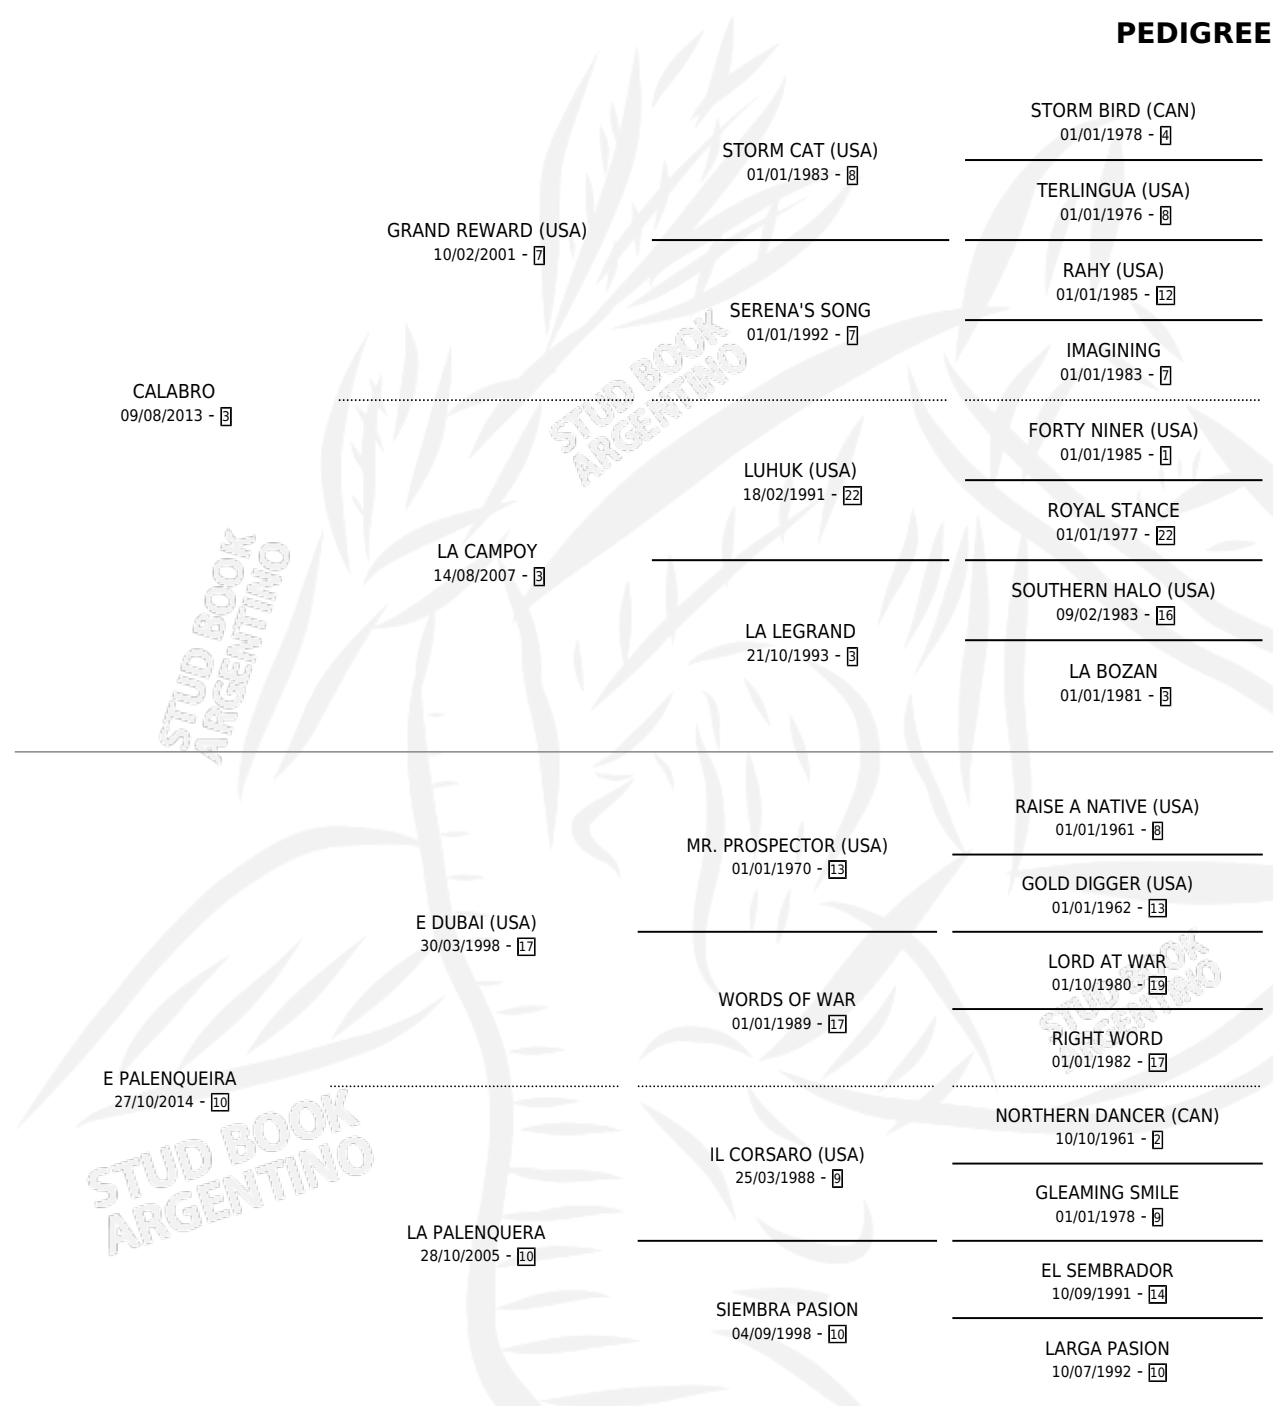 PEDIGREE
STORM BIRD (CAN)
01/01/1978 - 4
STORM CAT (USA)
01/01/1983 - 8
TERLINGUA (USA)
01/01/1976 - 8
GRAND REWARD (USA)
10/02/2001 - 7
RAHY (USA)
01/01/1985 - 12
SERENA'S SONG
01/01/1992 - 7
IMAGINING
01/01/1983 - 7
CALABRO
09/08/2013 - 3
FORTY NINER (USA)
01/01/1985 - 1
LUHUK (USA)
18/02/1991 - 22
ROYAL STANCE
01/01/1977 - 22
LA CAMPOY
14/08/2007 - 3
SOUTHERN HALO (USA)
09/02/1983 - 16
LA LEGRAND
21/10/1993 - 3
LA BOZAN
01/01/1981 - 3
RAISE A NATIVE (USA)
01/01/1961 - 8
MR. PROSPECTOR (USA)
01/01/1970 - 13
GOLD DIGGER (USA)
01/01/1962 - 13
E DUBAI (USA)
30/03/1998 - 17
LORD AT WAR
01/10/1980 - 19
WORDS OF WAR
01/01/1989 - 17
RIGHT WORD
01/01/1982 - 17
E PALENQUEIRA
27/10/2014 - 10
NORTHERN DANCER (CAN)
10/10/1961 - 2
IL CORSARO (USA)
25/03/1988 - 9
GLEAMING SMILE
01/01/1978 - 9
LA PALENQUERA
28/10/2005 - 10
EL SEMBRADOR
10/09/1991 - 14
SIEMBRA PASION
04/09/1998 - 10
LARGA PASION
10/07/1992 - 10
STUD BOOK
ARGENTINO
STUD BOOK
ARGENTINO
STUD BOOK
ARGENTINO
STUD BOOK
ARGENTINO